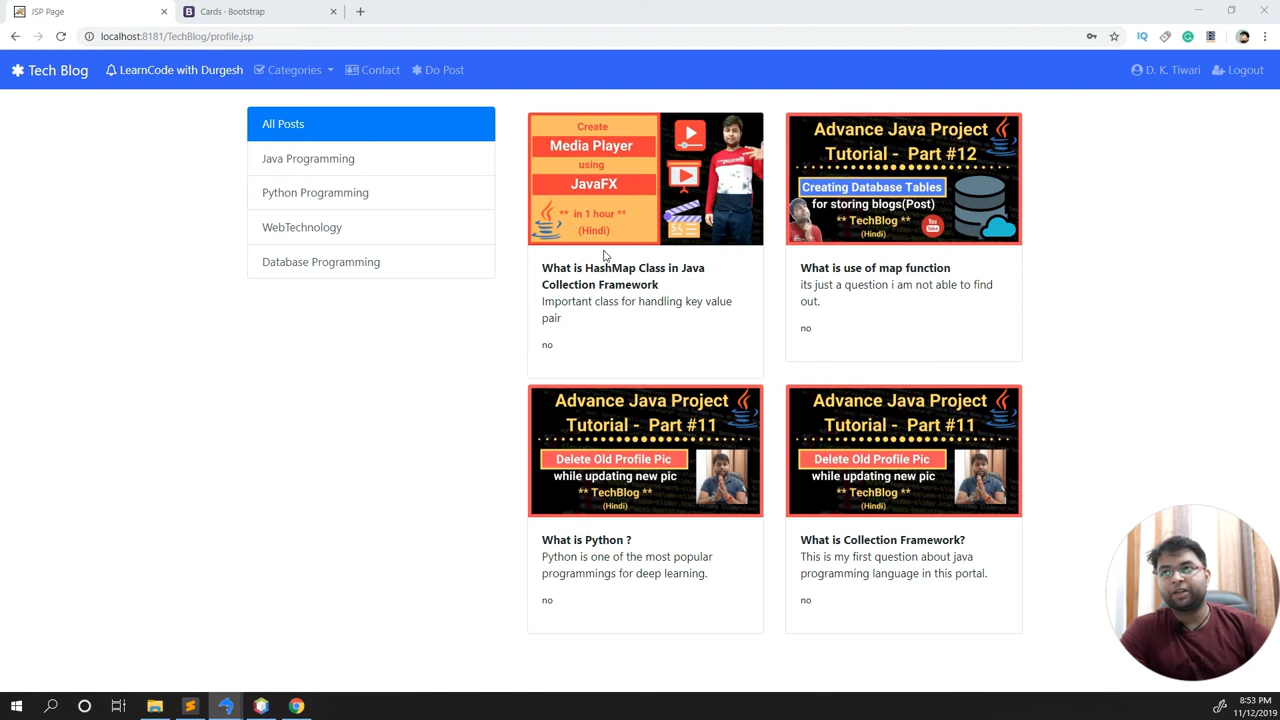 JSP Page
Cards - Bootstrap
localhost:8181/TechBlog/profile.jsp
Tech Blog
LearnCode with Durgesh
Categories
Contact
Do Post
D. K. Tiwari
Logout
All Posts
Java Programming
Python Programming
WebTechnology
Database Programming
Create
Media Player
using
JavaFX
** in 1 hour **
(Hindi)
What is HashMap Class in Java
Collection Framework
Important class for handling key value
pair
no
Advance Java Project
Tutorial - Part #12
Creating Database Tables
for storing blogs(Post)
** TechBlog **
(Hindi)
What is use of map function
its just a question i am not able to find
out.
no
Advance Java Project
Tutorial - Part #11
Delete Old Profile Pic
while updating new pic
** TechBlog **
(Hindi)
What is Python ?
Python is one of the most popular
programmings for deep learning.
no
Advance Java Project
Tutorial - Part #11
Delete Old Profile Pic
while updating new pic
** TechBlog **
(Hindi)
What is Collection Framework?
This is my first question about java
programming language in this portal.
no
8:53 PM
11/12/2019